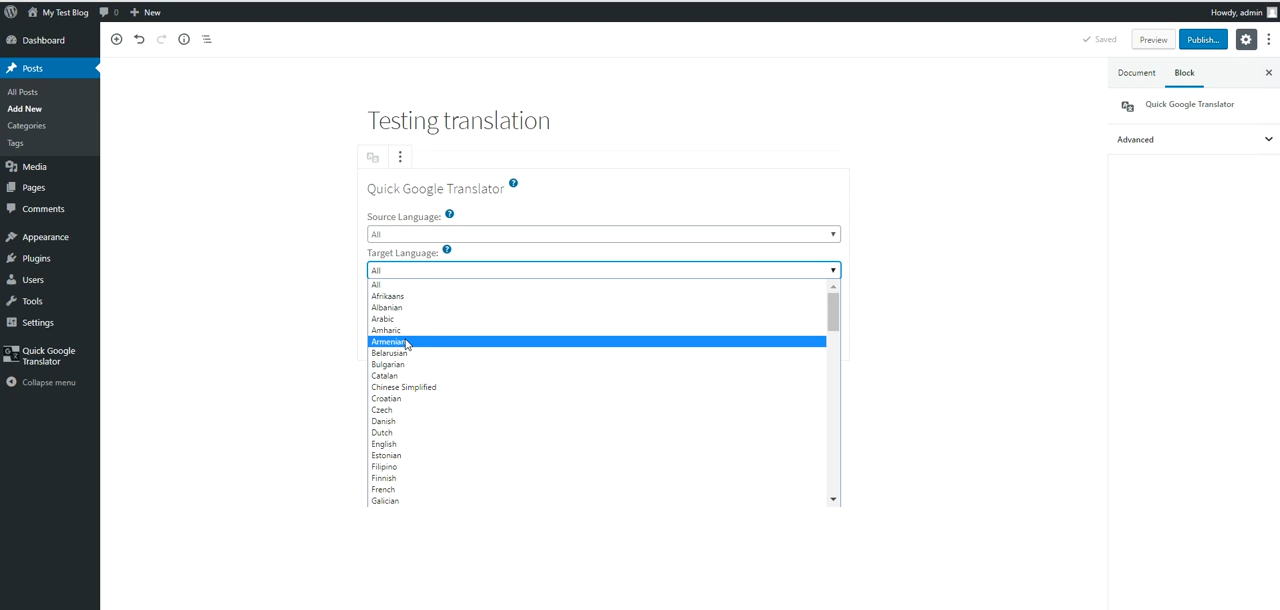 My Test Blog 0 New Howdy, admin
Dashboard
Posts
All Posts
Add New
Categories
Tags
Media
Pages
Comments
Appearance
Plugins
Users
Tools
Settings
Quick Google
Translator
Collapse menu
Saved Preview Publish...
Testing translation
Quick Google Translator ?
Source Language: ?
All
Target Language: ?
All
All
Afrikaans
Albanian
Arabic
Amharic
Armenian
Belarusian
Bulgarian
Catalan
Chinese Simplified
Croatian
Czech
Danish
Dutch
English
Estonian
Filipino
Finnish
French
Galician
Document Block
Quick Google Translator
Advanced